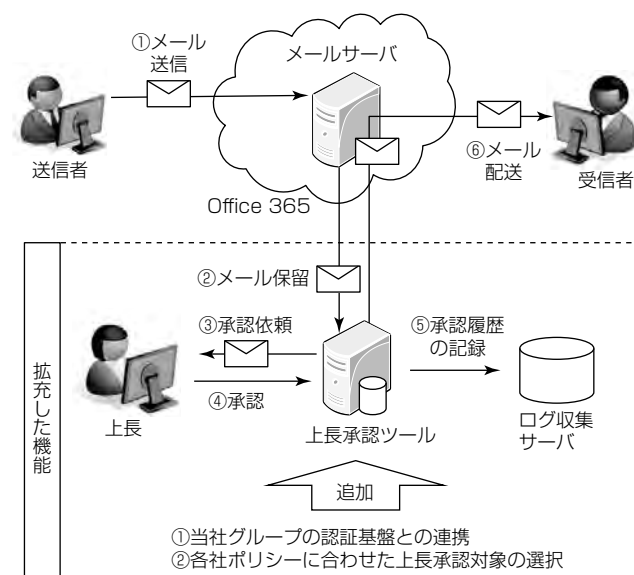 ①メール
送信
メールサーバ
送信者
⑥メール
配送
受信者
Office 365
②メール保留
拡充した機能
③承認依頼
④承認
上長
上長承認ツール
⑤承認履歴
の記録
ログ収集
サーバ
追加
①当社グループの認証基盤との連携
②各社ポリシーに合わせた上長承認対象の選択